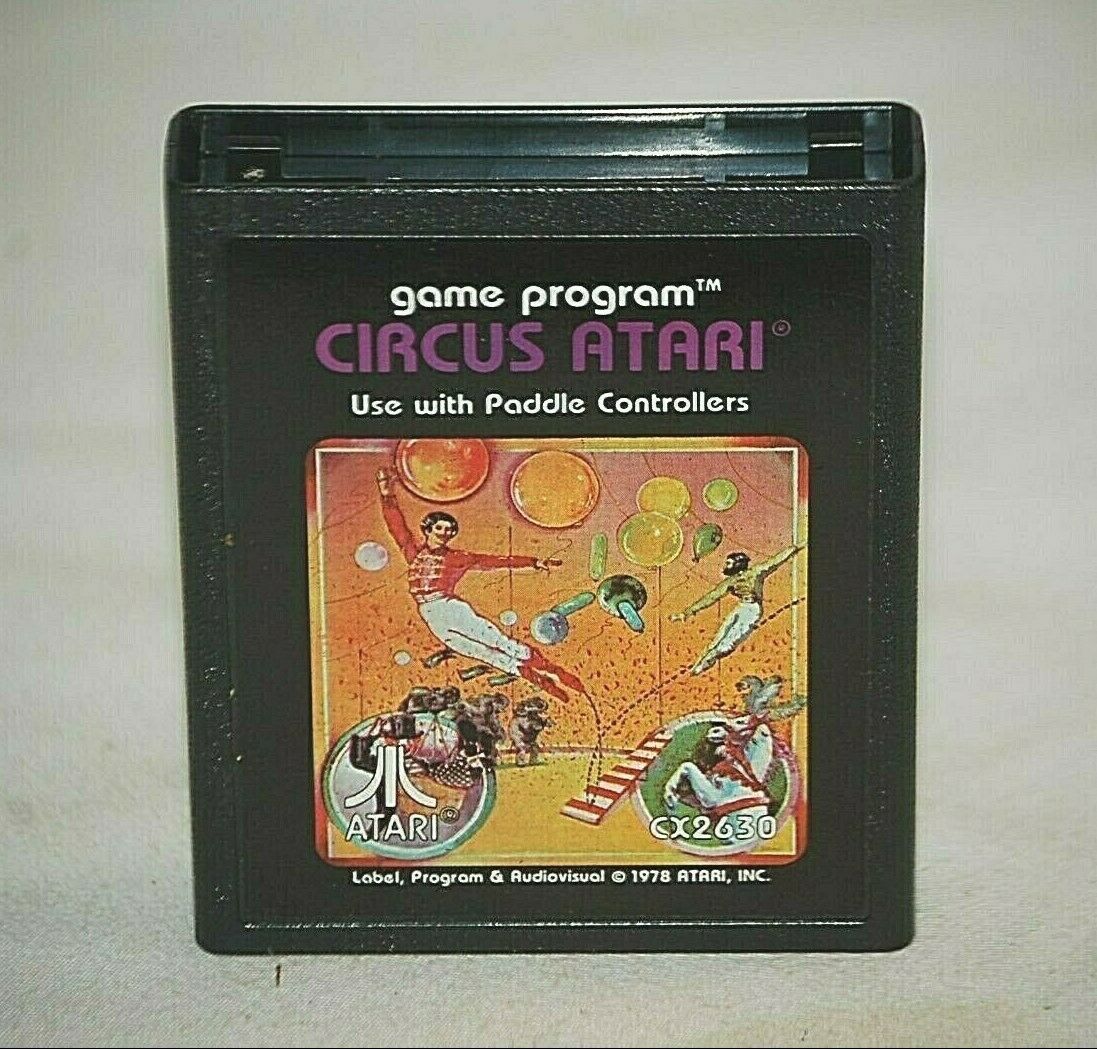 game program™
CIRCUS ATARI©
Use with Paddle Controllers
ATARI®
CX2630
Label, Program & Audiovisual © 1978 ATARI, INC.